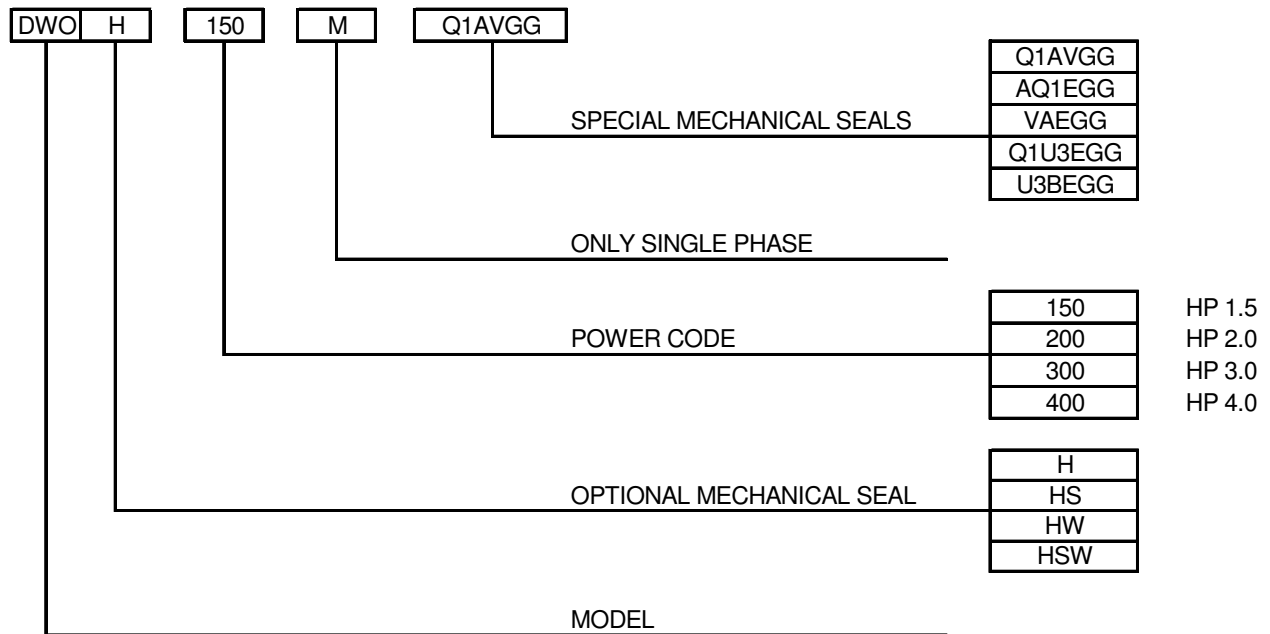 DWO H 150 M Q1AVGG
Q1AVGG
AQ1EGG
SPECIAL MECHANICAL SEALS VAEGG
Q1U3EGG
U3BEGG
ONLY SINGLE PHASE
150 HP 1.5
POWER CODE 200 HP 2.0
300 HP 3.0
400 HP 4.0
H
OPTIONAL MECHANICAL SEAL HS
HW
HSW
MODEL